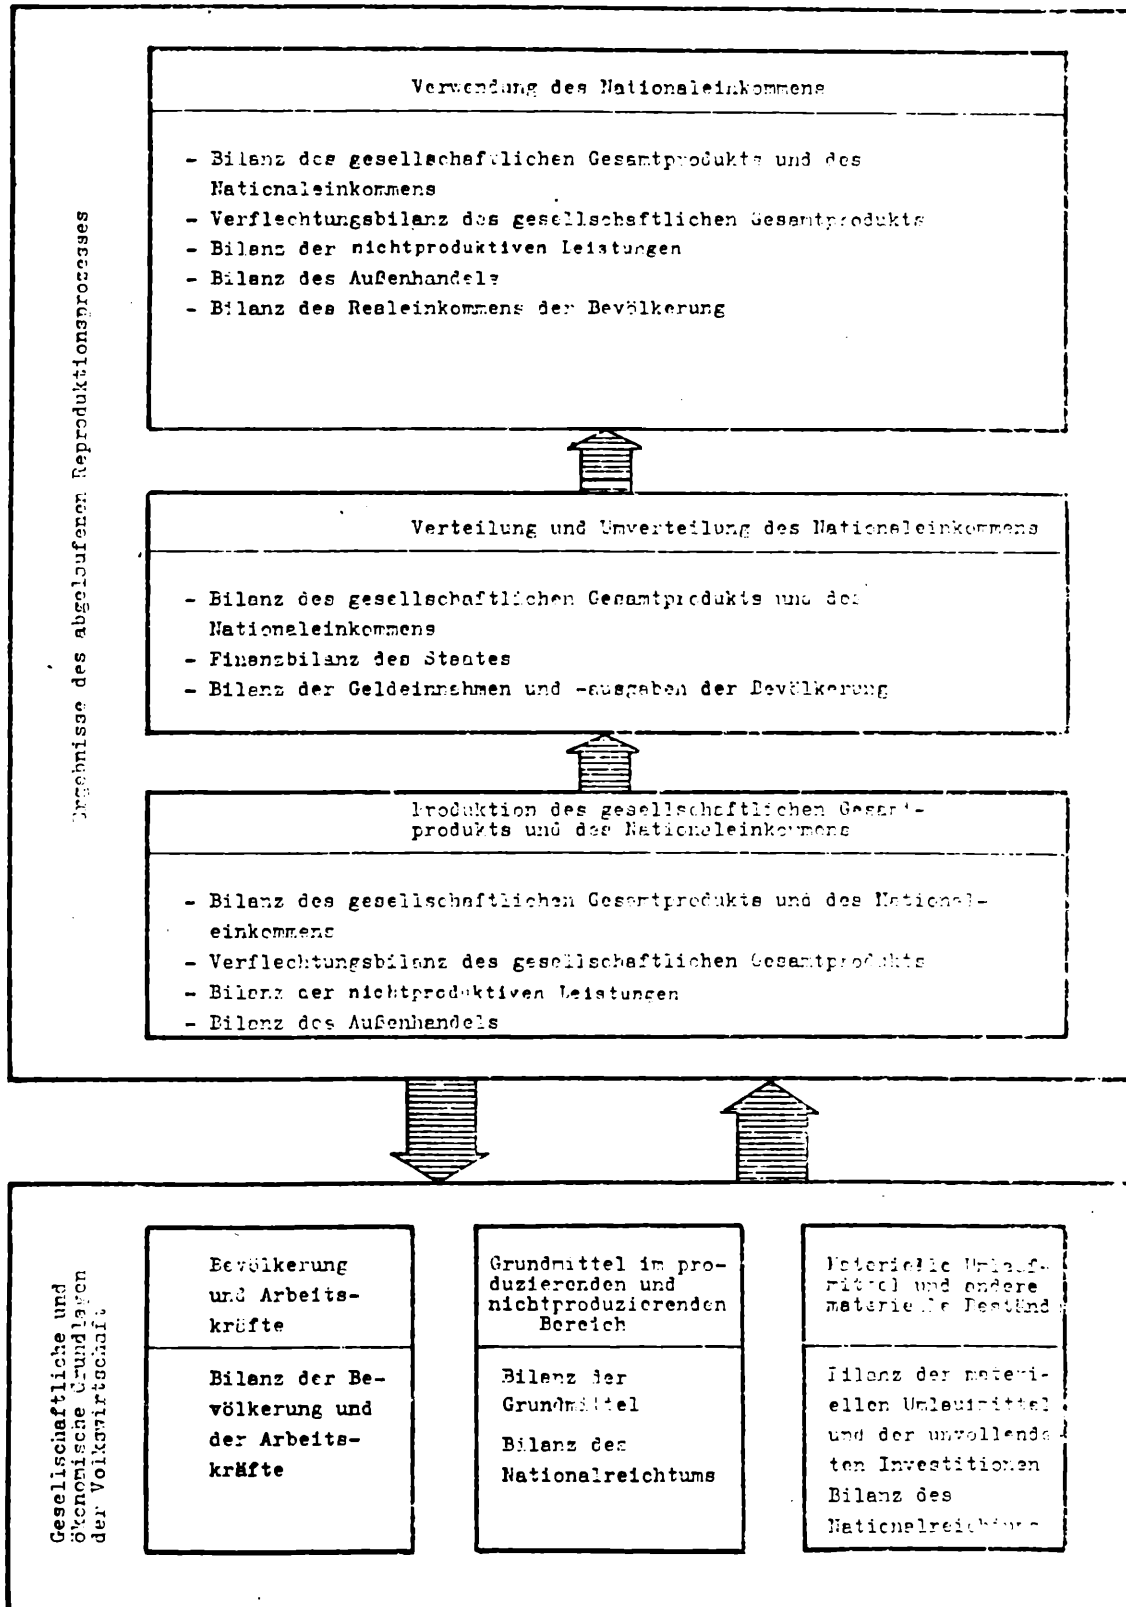 Ergebnisse des abgelaufenen Reproduktionsprozesses
Verwendung des Nationaleinkommens
- Bilanz des gesellschaftlichen Gesamtprodukts und des
Nationaleinkommens
- Verflechtungsbilanz des gesellschaftlichen Gesamtprodukts
- Bilanz der nichtproduktiven Leistungen
- Bilanz des Außenhandels
- Bilanz des Realeinkommens der Bevölkerung
Verteilung und Umverteilung des Nationaleinkommens
- Bilanz des gesellschaftlichen Gesamtprodukts und des
Nationaleinkommens
- Finanzbilanz des Staates
- Bilanz der Geldeinnahmen und -ausgaben der Bevölkerung
Produktion des gesellschaftlichen Gesamt-
produkts und des Nationaleinkommens
- Bilanz des gesellschaftlichen Gesamtprodukts und des National-
einkommens
- Verflechtungsbilanz des gesellschaftlichen Gesamtprodukts
- Bilanz der nichtproduktiven Leistungen
- Bilanz des Außenhandels
Gesellschaftliche und
ökonomische Grundlagen
der Volkswirtschaft
Bevölkerung
und Arbeits-
kräfte
Bilanz der Be-
völkerung und
der Arbeits-
kräfte
Grundmittel im pro-
duzierenden und
nichtproduzierenden
Bereich
Bilanz der
Grundmittel
Bilanz des
Nationalreichtums
Materielle Umlauf-
mittel und andere
materielle Bestände
Bilanz der materi-
ellen Umlaufmittel
und der unvollende-
ten Investitionen
Bilanz des
Nationalreichtums